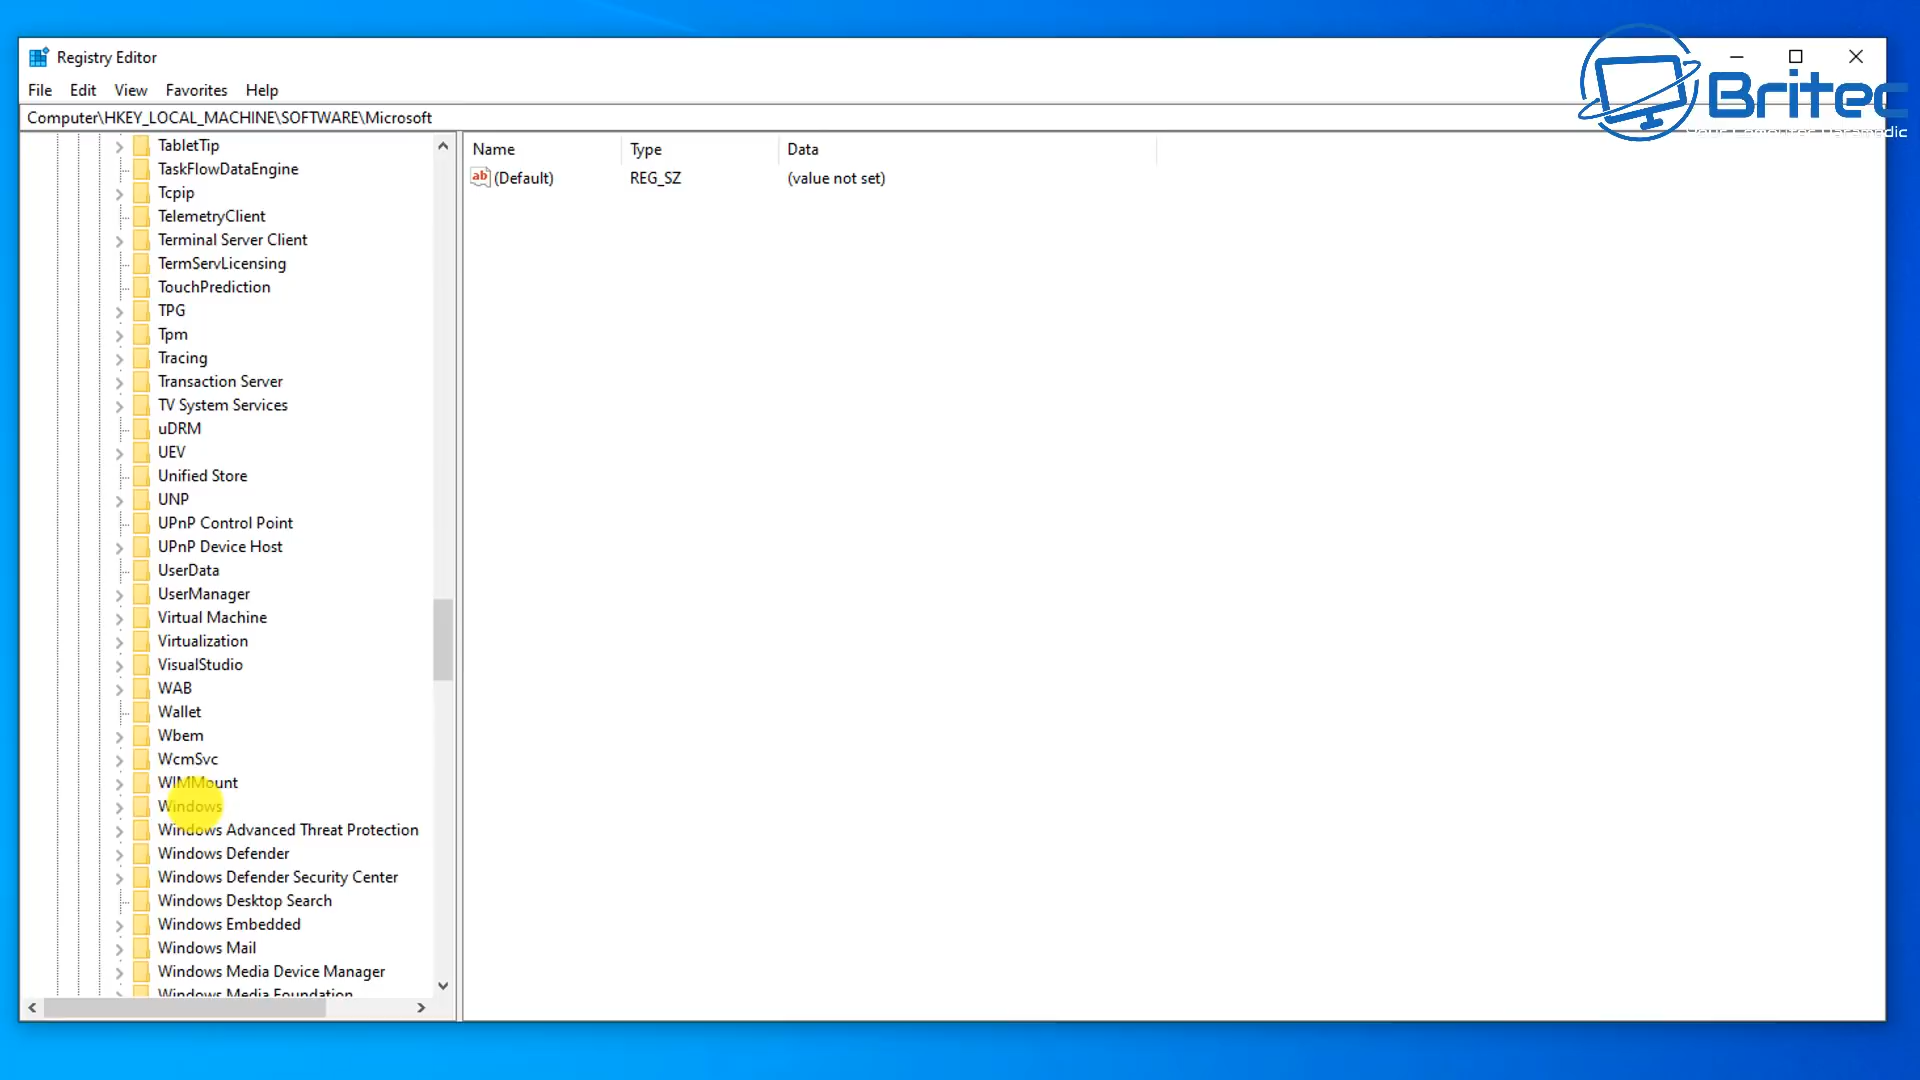 Registry Editor
File Edit View Favorites Help
Computer\HKEY_LOCAL_MACHINE\SOFTWARE\Microsoft
Britec
TabletTip
TaskFlowDataEngine
Tcpip
TelemetryClient
Terminal Server Client
TermServLicensing
TouchPrediction
TPG
Tpm
Tracing
Transaction Server
TV System Services
uDRM
UEV
Unified Store
UNP
UPnP Control Point
UPnP Device Host
UserData
UserManager
Virtual Machine
Virtualization
VisualStudio
WAB
Wallet
Wbem
WcmSvc
WIMMount
Windows
Windows Advanced Threat Protection
Windows Defender
Windows Defender Security Center
Windows Desktop Search
Windows Embedded
Windows Mail
Windows Media Device Manager
Windows Media Foundation
Name Type Data
ab (Default) REG_SZ (value not set)